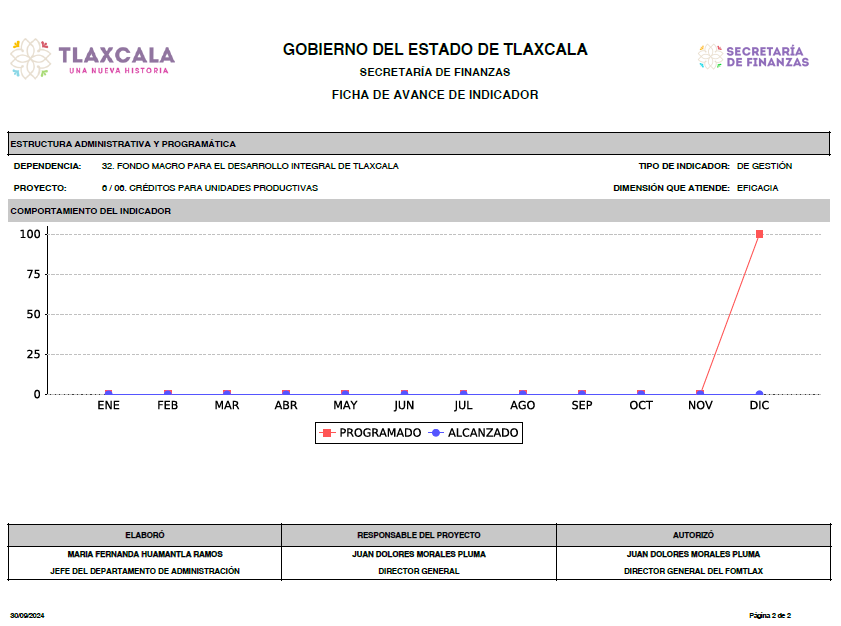 TLAXCALA
UNA NUEVA HISTORIA
GOBIERNO DEL ESTADO DE TLAXCALA
SECRETARÍA DE FINANZAS
FICHA DE AVANCE DE INDICADOR
SECRETARÍA
DE FINANZAS
ESTRUCTURA ADMINISTRATIVA Y PROGRAMÁTICA
DEPENDENCIA: 32. FONDO MACRO PARA EL DESARROLLO INTEGRAL DE TLAXCALA TIPO DE INDICADOR: DE GESTIÓN
PROYECTO: 6 / 06. CRÉDITOS PARA UNIDADES PRODUCTIVAS DIMENSIÓN QUE ATIENDE: EFICACIA
COMPORTAMIENTO DEL INDICADOR
100
75
50
25
0
ENE FEB MAR ABR MAY JUN JUL AGO SEP OCT NOV DIC
PROGRAMADO ALCANZADO
ELABORÓ RESPONSABLE DEL PROYECTO AUTORIZÓ
MARIA FERNANDA HUAMANTLA RAMOS JUAN DOLORES MORALES PLUMA JUAN DOLORES MORALES PLUMA
JEFE DEL DEPARTAMENTO DE ADMINISTRACIÓN DIRECTOR GENERAL DIRECTOR GENERAL DEL FOMTLAX
30/09/2024 Página 2 de 2